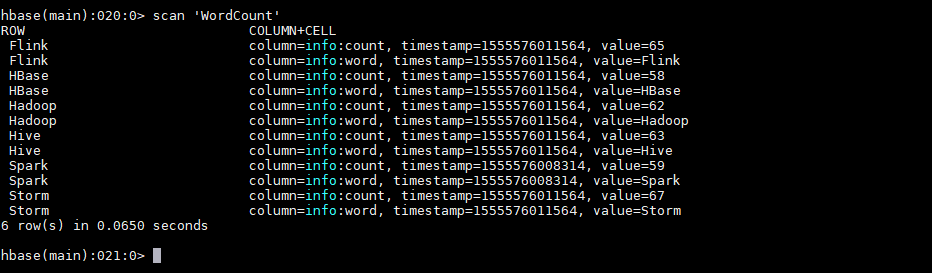 hbase(main):020:0> scan 'WordCount'
ROW                           COLUMN+CELL
 Flink                        column=info:count, timestamp=1555576011564, value=65
 Flink                        column=info:word, timestamp=1555576011564, value=Flink
 HBase                        column=info:count, timestamp=1555576011564, value=58
 HBase                        column=info:word, timestamp=1555576011564, value=HBase
 Hadoop                       column=info:count, timestamp=1555576011564, value=62
 Hadoop                       column=info:word, timestamp=1555576011564, value=Hadoop
 Hive                         column=info:count, timestamp=1555576011564, value=63
 Hive                         column=info:word, timestamp=1555576011564, value=Hive
 Spark                        column=info:count, timestamp=1555576008314, value=59
 Spark                        column=info:word, timestamp=1555576008314, value=Spark
 Storm                        column=info:count, timestamp=1555576011564, value=67
 Storm                        column=info:word, timestamp=1555576011564, value=Storm
6 row(s) in 0.0650 seconds
hbase(main):021:0>